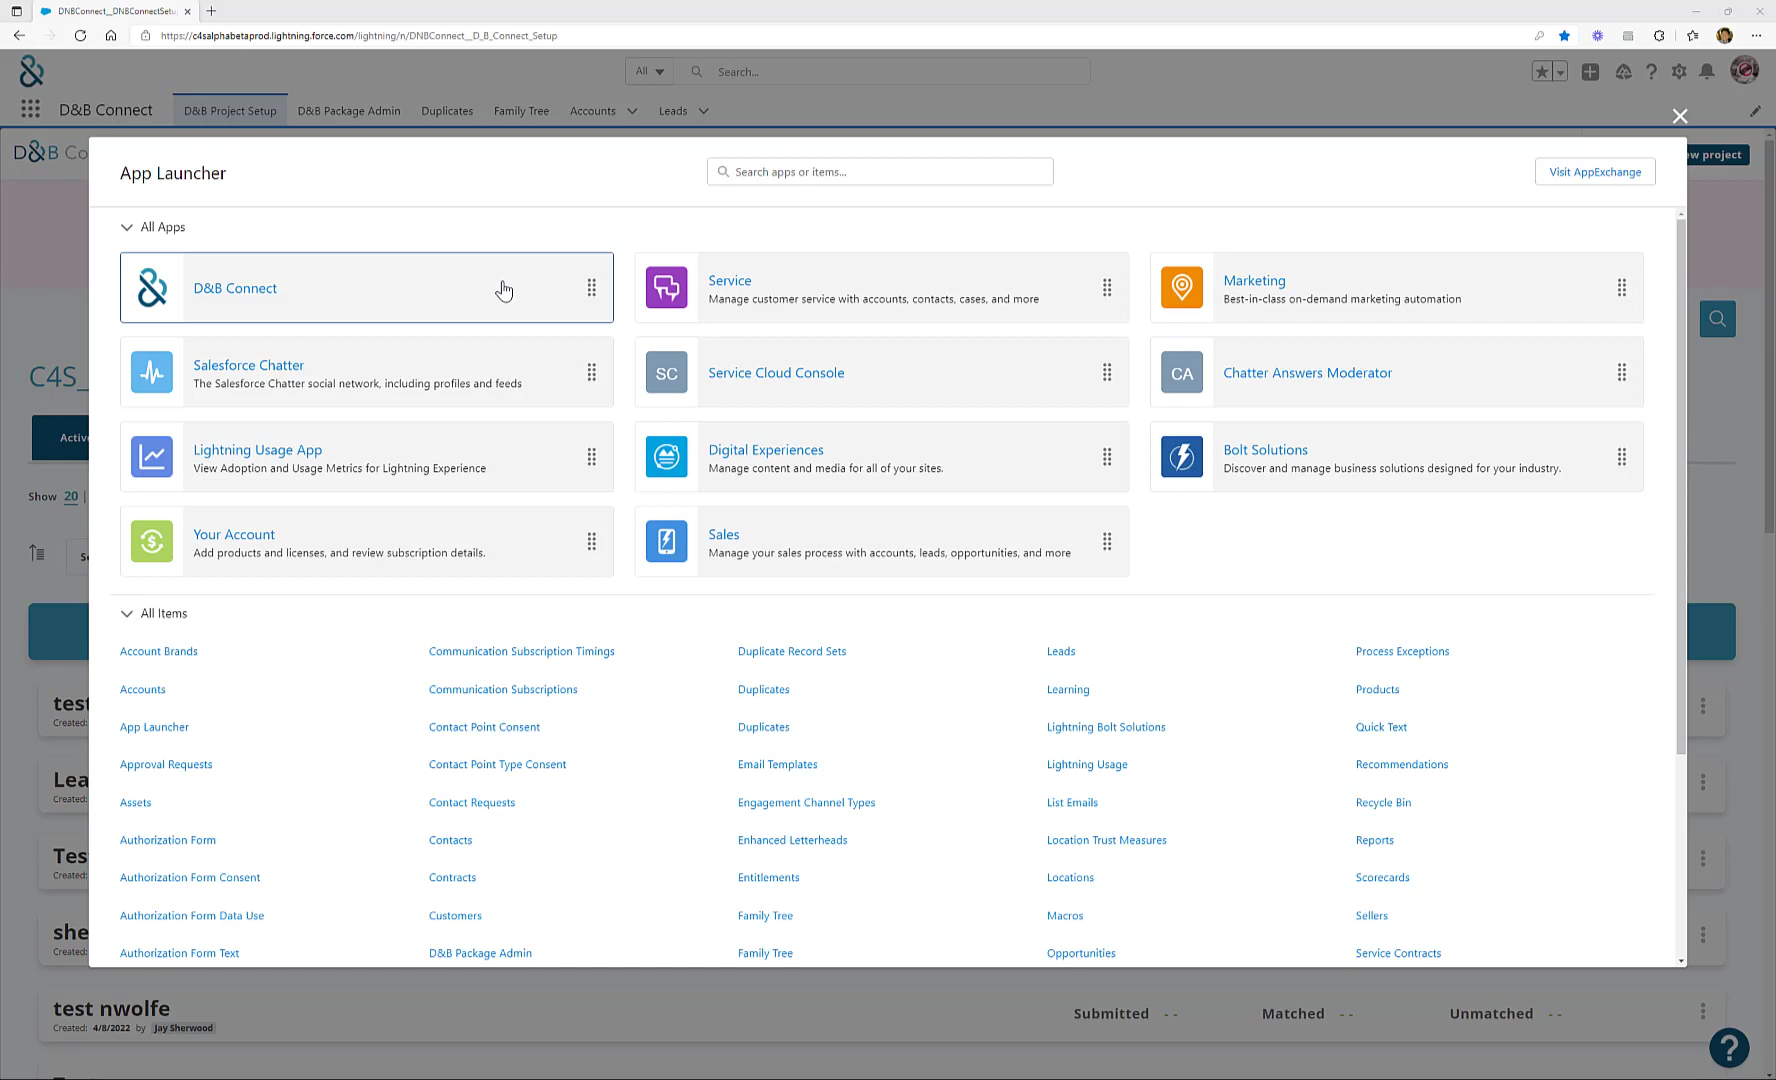 DNBConnect__DNBConnectSetu
https://c4salphabetaprod.lightning.force.com/lightning/n/DNBConnect__D_B_Connect_Setup
All
Search...
D&B Connect
D&B Project Setup
D&B Package Admin
Duplicates
Family Tree
Accounts
Leads
D&B Co
ew project
App Launcher
Search apps or items...
Visit AppExchange
All Apps
D&B Connect
Service
Manage customer service with accounts, contacts, cases, and more
Marketing
Best-in-class on-demand marketing automation
Salesforce Chatter
The Salesforce Chatter social network, including profiles and feeds
SC
Service Cloud Console
CA
Chatter Answers Moderator
C4S_
Active
Lightning Usage App
View Adoption and Usage Metrics for Lightning Experience
Digital Experiences
Manage content and media for all of your sites.
Bolt Solutions
Discover and manage business solutions designed for your industry.
Show 20 |
Your Account
Add products and licenses, and review subscription details.
Sales
Manage your sales process with accounts, leads, opportunities, and more
All Items
Account Brands
Communication Subscription Timings
Duplicate Record Sets
Leads
Process Exceptions
Accounts
Communication Subscriptions
Duplicates
Learning
Products
test
Created:
App Launcher
Contact Point Consent
Duplicates
Lightning Bolt Solutions
Quick Text
Approval Requests
Contact Point Type Consent
Email Templates
Lightning Usage
Recommendations
Lea
Created:
Assets
Contact Requests
Engagement Channel Types
List Emails
Recycle Bin
Authorization Form
Contacts
Enhanced Letterheads
Location Trust Measures
Reports
Tes
Created:
Authorization Form Consent
Contracts
Entitlements
Locations
Scorecards
Authorization Form Data Use
Customers
Family Tree
Macros
Sellers
she
Created:
Authorization Form Text
D&B Package Admin
Family Tree
Opportunities
Service Contracts
test nwolfe
Created: 4/8/2022 by Jay Sherwood
Submitted --
Matched --
Unmatched --
?